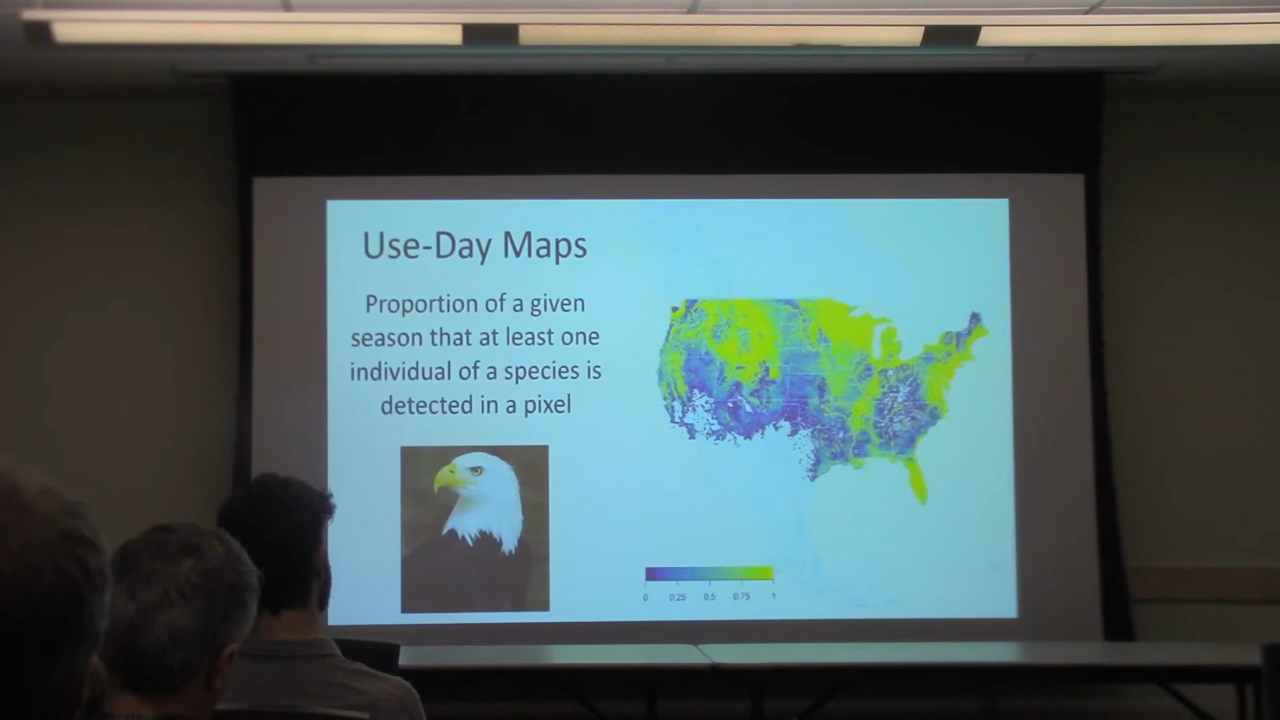 Use-Day Maps
Proportion of a given
season that at least one
individual of a species is
detected in a pixel
0 0.25 0.5 0.75 1